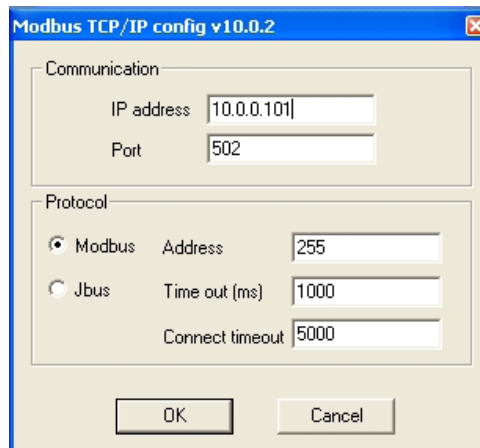 Modbus TCP/IP config v10.0.2
Communication
IP address 10.0.0.101
Port 502
Protocol
Modbus Address 255
Jbus Time out (ms) 1000
Connect timeout 5000
OK Cancel